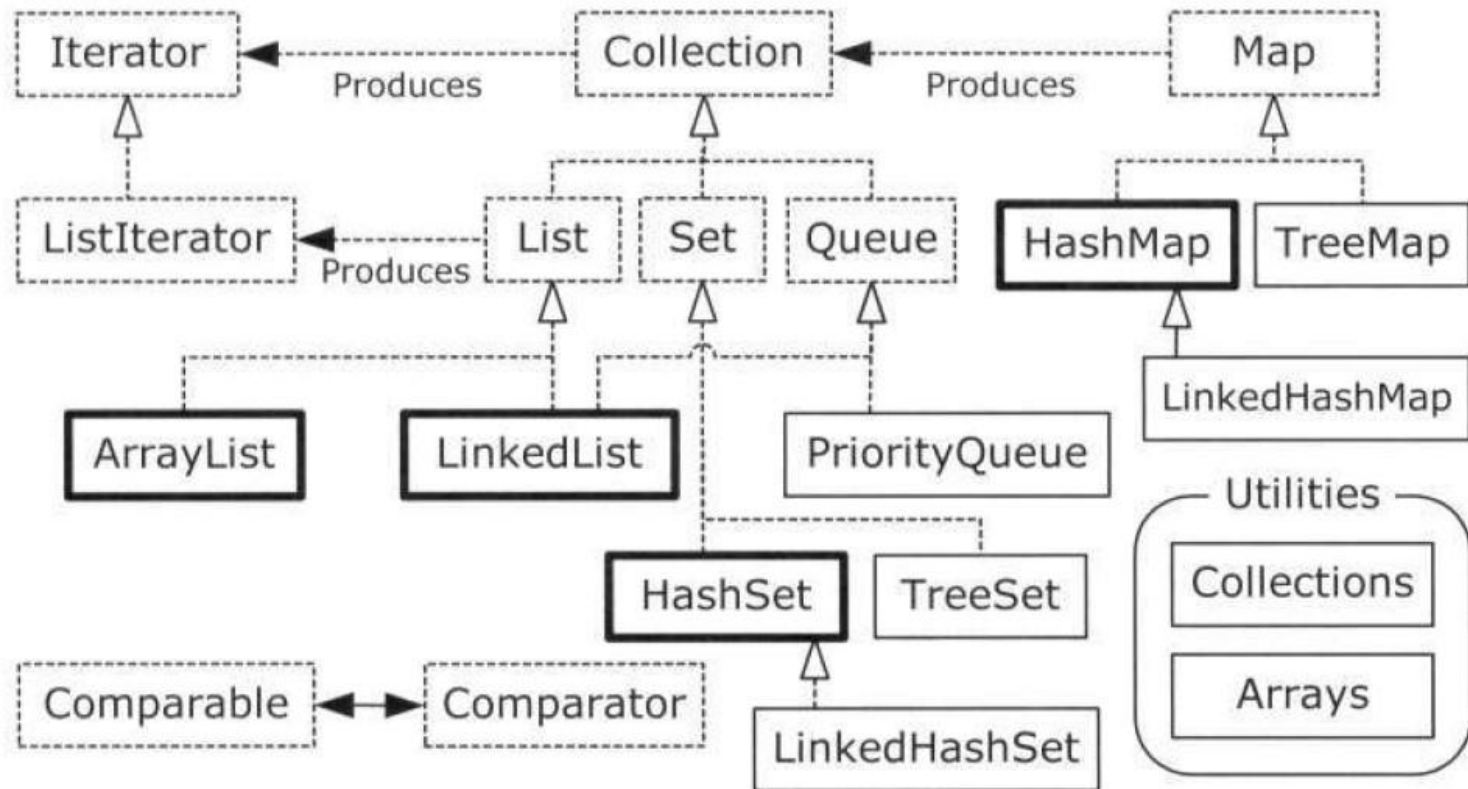 Iterator
Produces
Collection
Produces
Map
ListIterator
Produces
List
Set
Queue
HashMap
TreeMap
LinkedHashMap
ArrayList
LinkedList
PriorityQueue
Utilities
Collections
Arrays
HashSet
TreeSet
Comparable
Comparator
LinkedHashSet